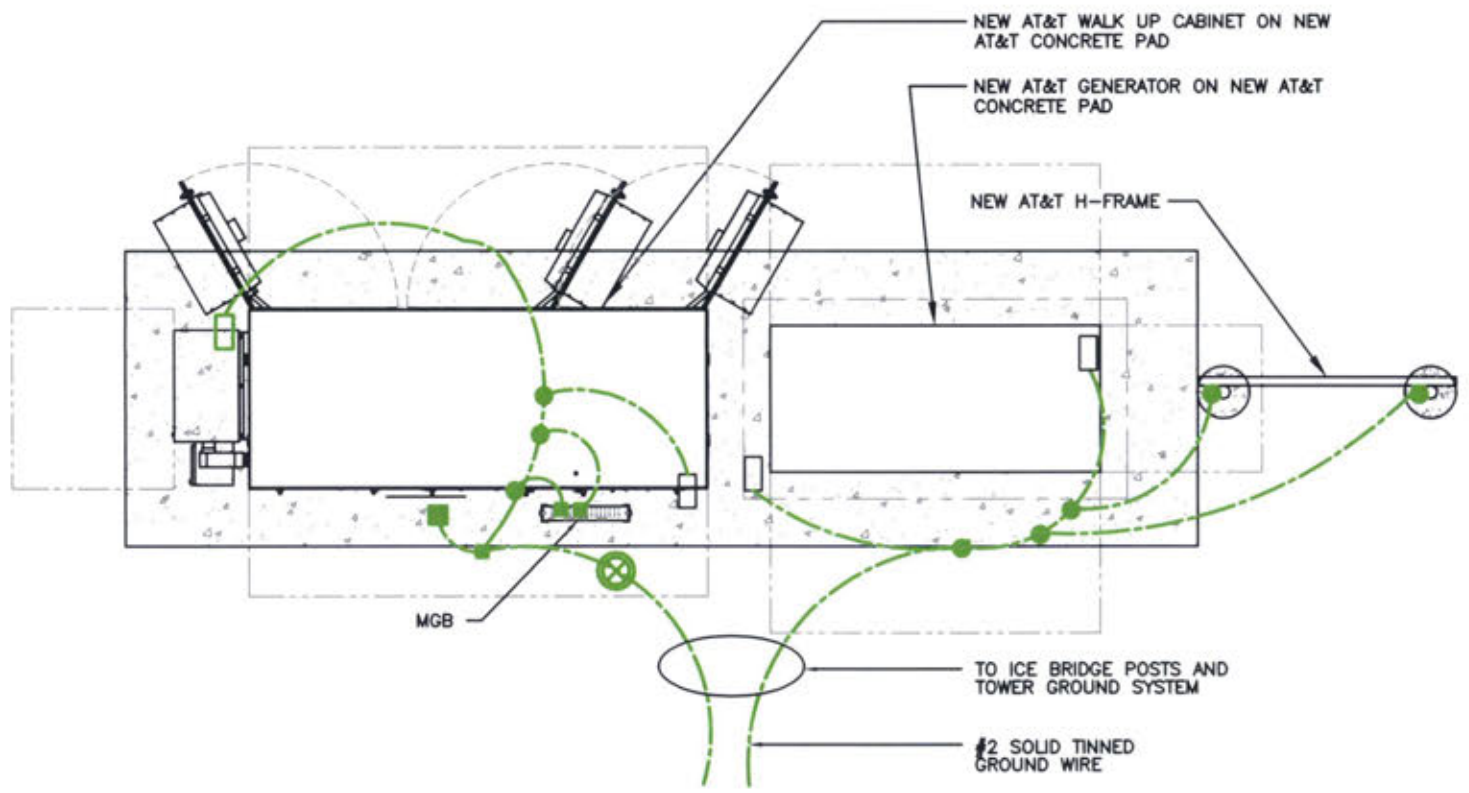 NEW AT&T WALK UP CABINET ON NEW
AT&T CONCRETE PAD
NEW AT&T GENERATOR ON NEW AT&T
CONCRETE PAD
NEW AT&T H-FRAME
MGB
TO ICE BRIDGE POSTS AND
TOWER GROUND SYSTEM
#2 SOLID TINNED
GROUND WIRE